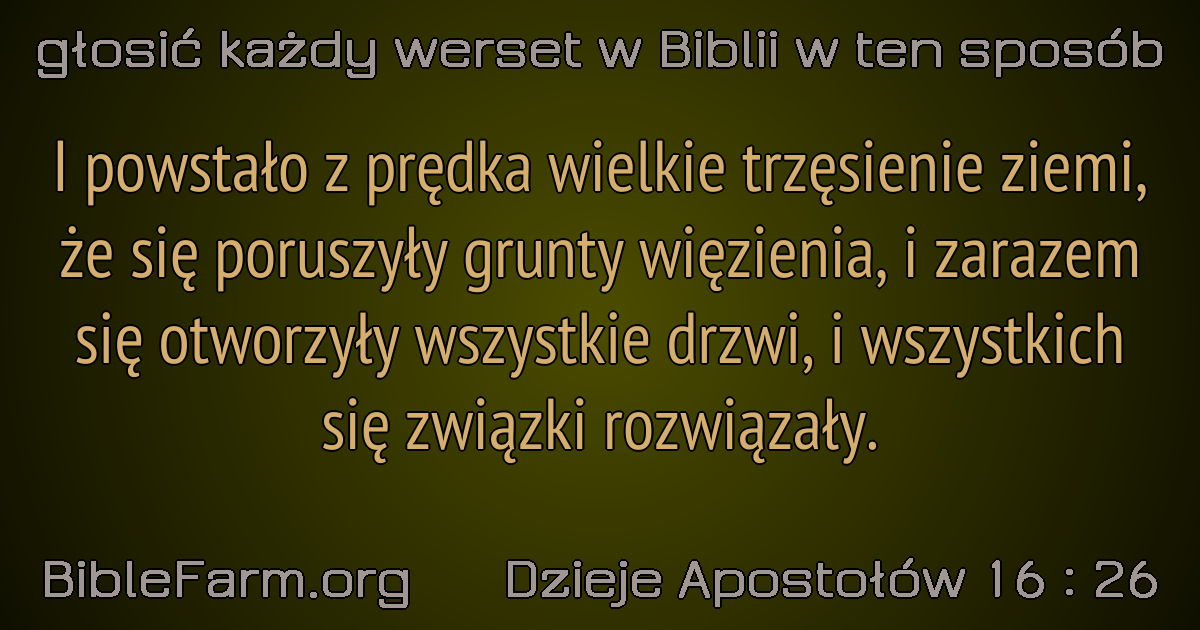 głosić każdy werset w Biblii w ten sposób
I powstało z prędka wielkie trzęsienie ziemi,
że się poruszyły grunty więzienia, i zarazem
się otworzyły wszystkie drzwi, i wszystkich
się związki rozwiązały.
BibleFarm.org Dzieje Apostołów 16 : 26